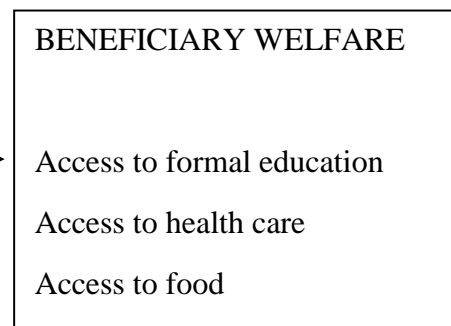 BENEFICIARY WELFARE
Access to formal education
Access to health care
Access to food